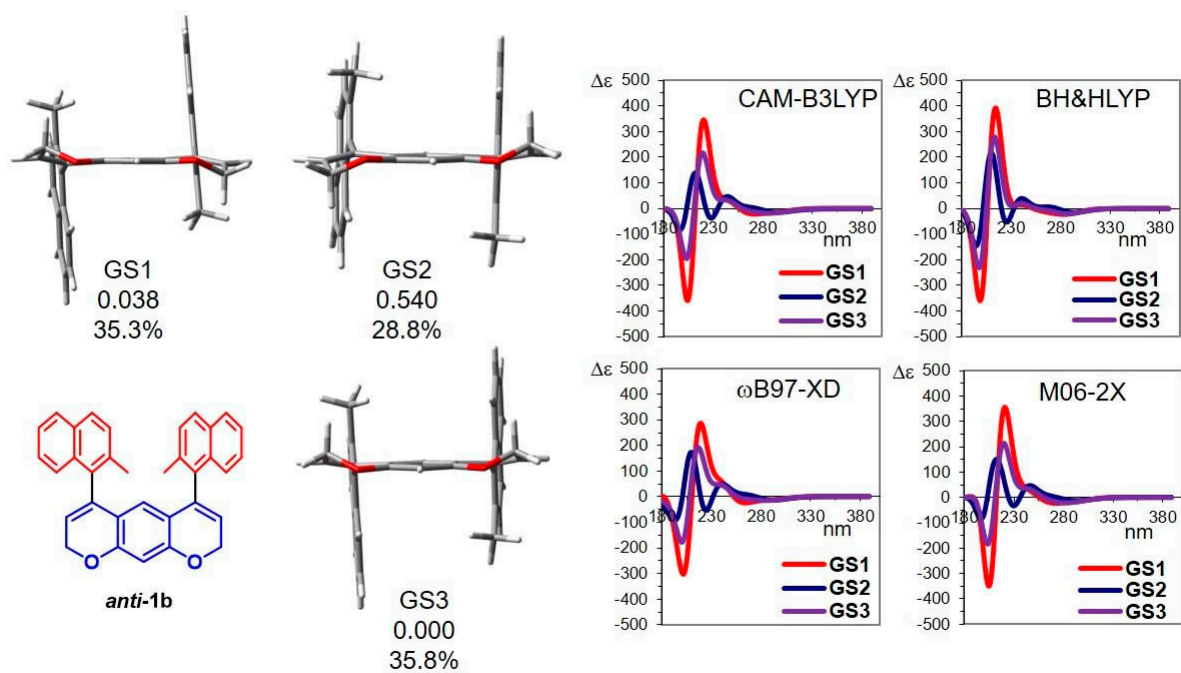 GS1
0.038
35.3%
GS2
0.540
28.8%
O
O
anti-1b
GS3
0.000
35.8%
Δε
500
400
300
200
100
0
-100
-200
-300
-400
-500
CAM-B3LYP
180
230
280
330
380
nm
GS1
GS2
GS3
Δε
500
400
300
200
100
0
-100
-200
-300
-400
-500
BH&HLYP
180
230
280
330
380
nm
GS1
GS2
GS3
Δε
500
400
300
200
100
0
-100
-200
-300
-400
-500
ωB97-XD
180
230
280
330
380
nm
GS1
GS2
GS3
Δε
500
400
300
200
100
0
-100
-200
-300
-400
-500
M06-2X
180
230
280
330
380
nm
GS1
GS2
GS3